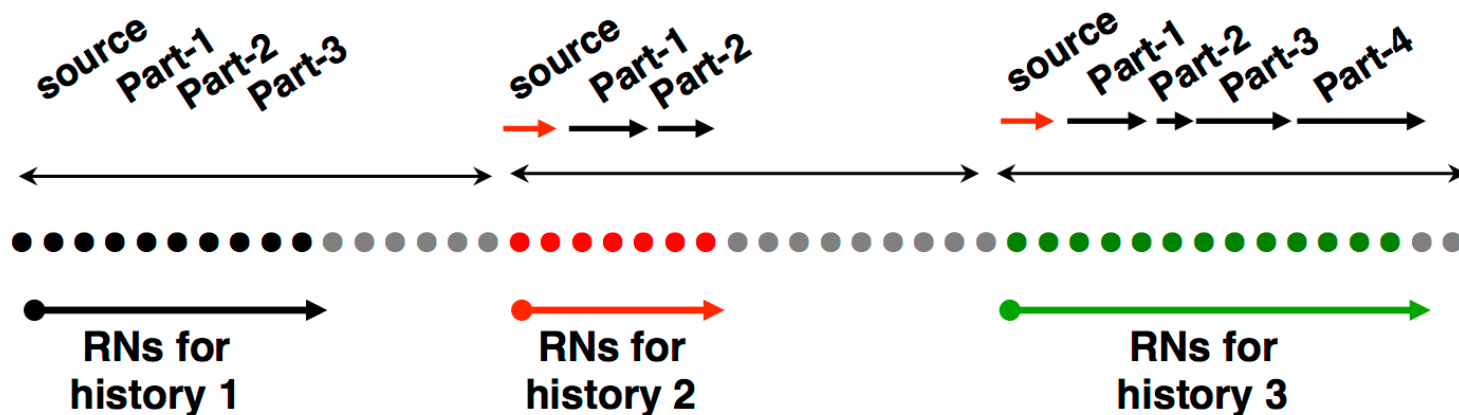 source Part-1 Part-2 Part-3
source Part-1 Part-2
source Part-1 Part-2 Part-3 Part-4
RNs for
history 1
RNs for
history 2
RNs for
history 3